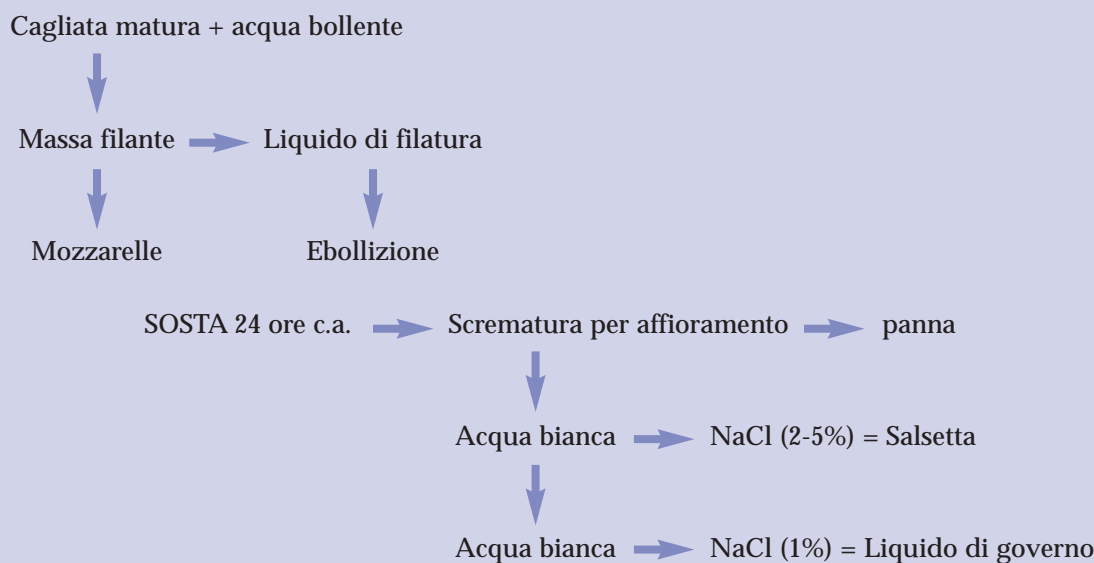 Cagliata matura + acqua bollente
Massa filante Liquido di filatura
Mozzarelle Ebollizione
SOSTA 24 ore c.a. Scrematura per affioramento panna
Acqua bianca NaCl (2-5%) = Salsetta
Acqua bianca NaCl (1%) = Liquido di governo